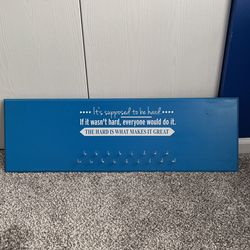 It's supposed to be hard.
If it wasn't hard, everyone would do it.
THE HARD IS WHAT MAKES IT GREAT